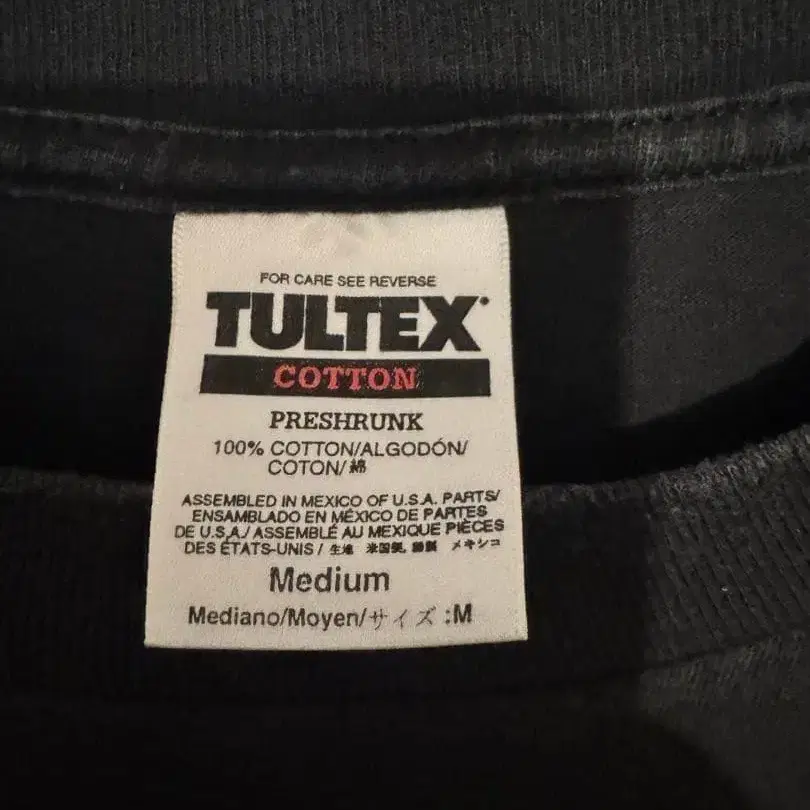 FOR CARE SEE REVERSE
TULTEX
COTTON
PRESHRUNK
100% COTTON/ALGODÓN/
COTON/綿
ASSEMBLED IN MEXICO OF U.S.A. PARTS/
ENSAMBLADO EN MÉXICO DE PARTES
DE U.S.A./ASSEMBLÉ AU MEXIQUE PIÈCES
DES ÉTATS-UNIS / 生地 米国製, 縫製 メキシコ
Medium
Mediano/Moyen/サイズ :M